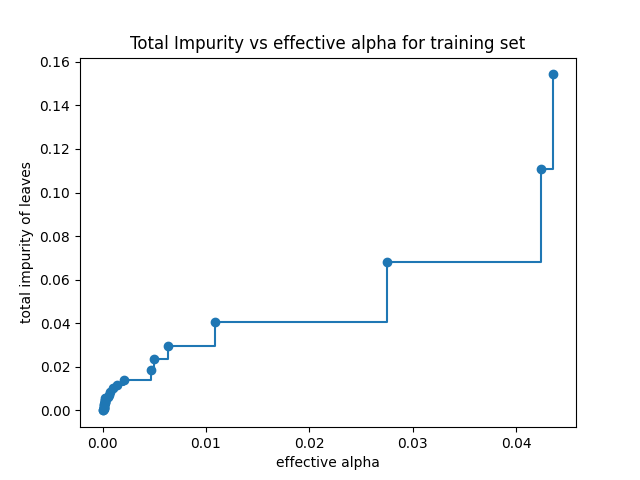 Total Impurity vs effective alpha for training set
0.16
0.14
0.12
0.10
0.08
0.06
0.04
0.02
0.00
total impurity of leaves
0.00 0.01 0.02 0.03 0.04
effective alpha